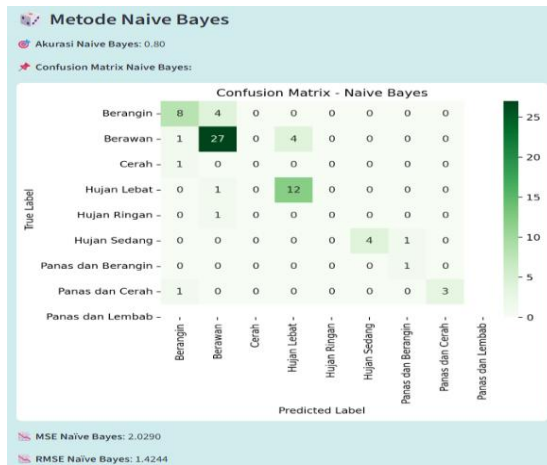 Metode Naive Bayes
Akurasi Naive Bayes: 0.80
Confusion Matrix Naive Bayes:
Confusion Matrix - Naive Bayes
Berangin - 8 4 0 0 0 0 0 0
Berawan - 1 27 0 4 0 0 0 0
Cerah - 1 0 0 0 0 0 0 0
Hujan Lebat - 0 1 0 12 0 0 0 0
Hujan Ringan - 0 1 0 0 0 0 0 0
Hujan Sedang - 0 0 0 0 0 4 1 0
Panas dan Berangin - 0 0 0 0 0 0 1 0
Panas dan Cerah - 1 0 0 0 0 0 0 3
Panas dan Lembab -
True Label
Berangin -
Berawan -
Cerah -
Hujan Lebat -
Hujan Ringan -
Hujan Sedang -
Panas dan Berangin -
Panas dan Cerah -
Panas dan Lembab -
Predicted Label
- 25
- 20
- 15
- 10
- 5
- 0
MSE Naïve Bayes: 2.0290
RMSE Naïve Bayes: 1.4244